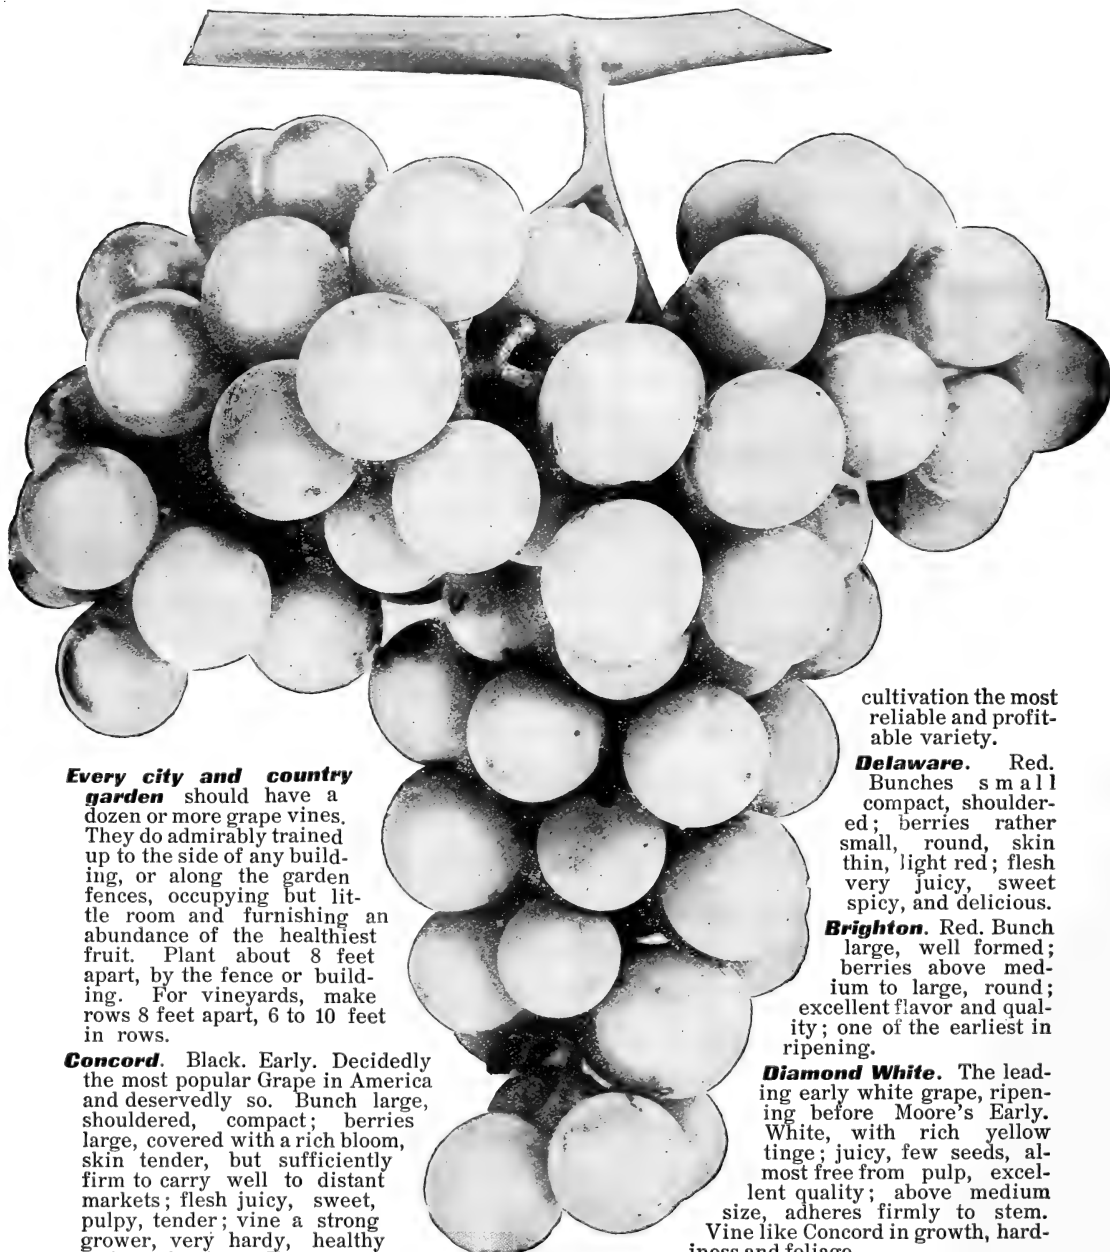 Every city and country
garden should have a
dozen or more grape vines.
They do admirably trained
up to the side of any build-
ing, or along the garden
fences, occupying but lit-
tle room and furnishing an
abundance of the healthiest
fruit. Plant about 8 feet
apart, by the fence or build-
ing. For vineyards, make
rows 8 feet apart, 6 to 10 feet
in rows.
Concord. Black. Early. Decidedly
the most popular Grape in America
and deservedly so. Bunch large,
shouldered, compact; berries
large, covered with a rich bloom,
skin tender, but sufficiently
firm to carry well to distant
markets; flesh juicy, sweet,
pulpy, tender; vine a strong
grower, very hardy, healthy
cultivation the most
reliable and profit-
able variety.
Delaware. Red.
Bunches small
compact, shoulder-
ed; berries rather
small, round, skin
thin, light red; flesh
very juicy, sweet
spicy, and delicious.
Brighton. Red. Bunch
large, well formed;
berries above med-
ium to large, round;
excellent flavor and qual-
ity; one of the earliest in
ripening.
Diamond White. The lead-
ing early white grape, ripen-
ing before Moore's Early.
White, with rich yellow
tinge; juicy, few seeds, al-
most free from pulp, excel-
lent quality; above medium
size, adheres firmly to stem.
Vine like Concord in growth, hard-
iness and foliage